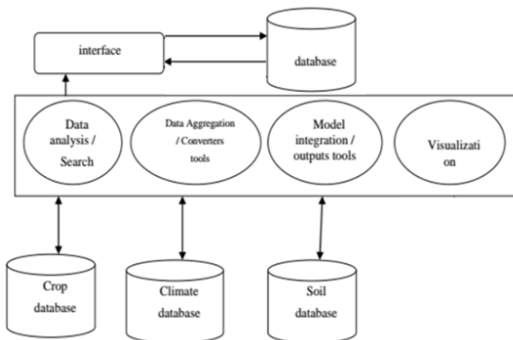 interface
database
Data
analysis /
Search
Data Aggregation
/ Converters
tools
Model
integration /
outputs tools
Visualizati
on
Crop
database
Climate
database
Soil
database